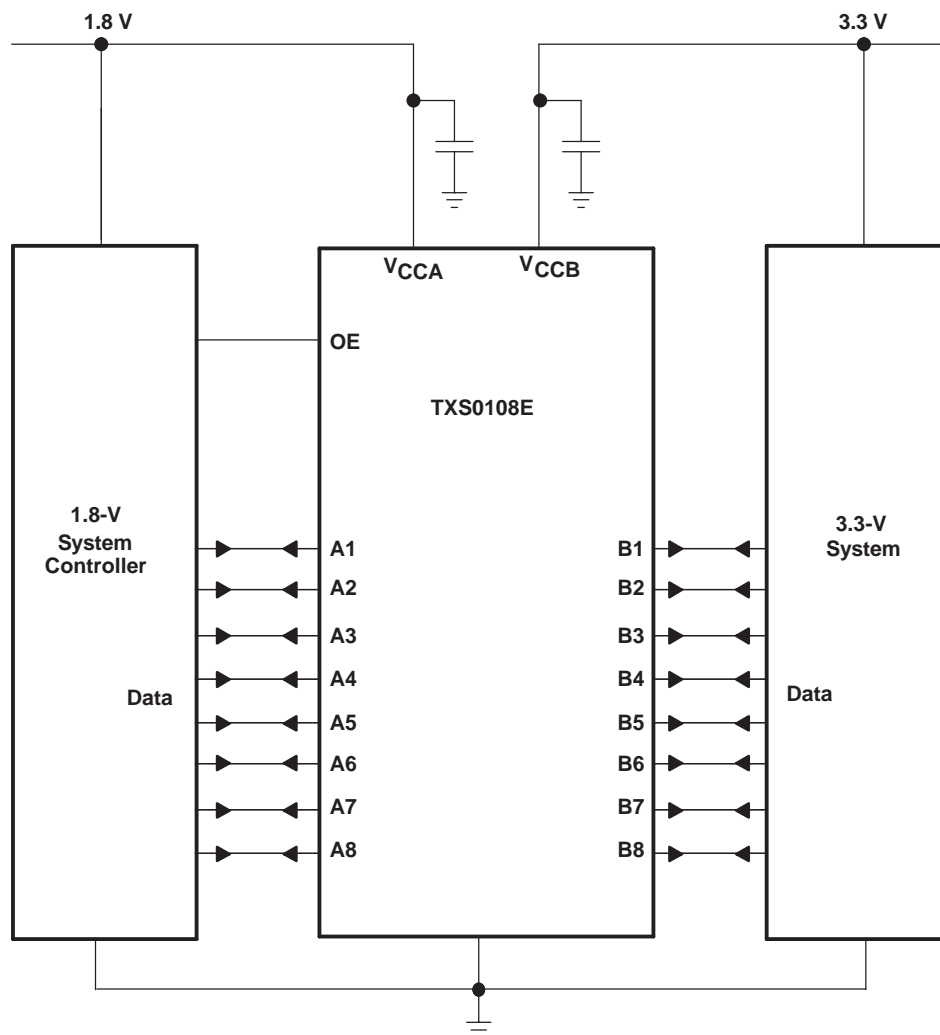 1.8 V
3.3 V
VCCA
VCCB
OE
TXS0108E
1.8-V
System
Controller
3.3-V
System
Data
Data
A1
A2
A3
A4
A5
A6
A7
A8
B1
B2
B3
B4
B5
B6
B7
B8